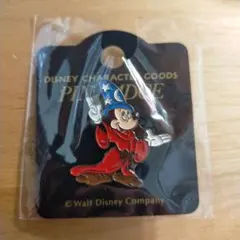 DISNEY CHARACTER GOODS
PIN BADGE
© Walt Disney Company